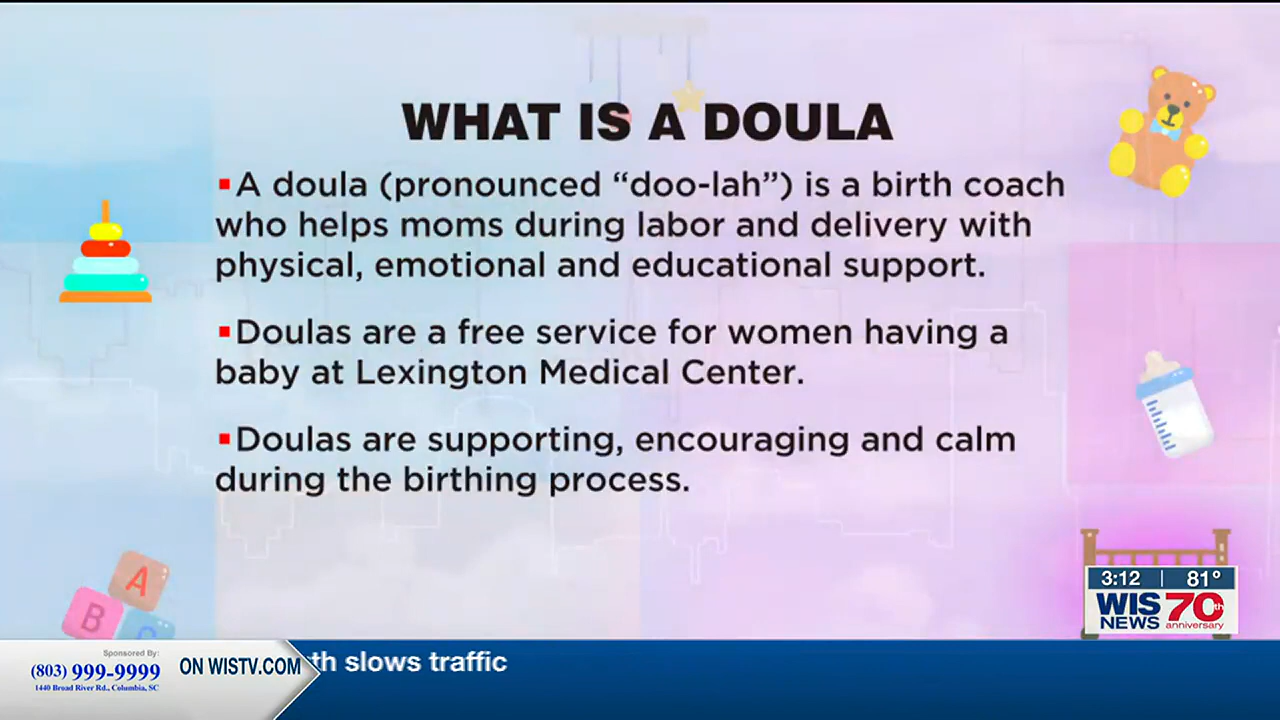 WHAT IS A DOULA
▪A doula (pronounced “doo-lah”) is a birth coach
who helps moms during labor and delivery with
physical, emotional and educational support.
▪Doulas are a free service for women having a
baby at Lexington Medical Center.
▪Doulas are supporting, encouraging and calm
during the birthing process.
A
B
C
3:12 | 81°
WIS 70th
NEWS anniversary
Sponsored By:
(803) 999-9999
1440 Broad River Rd., Columbia, SC
ON WISTV.COM
th slows traffic